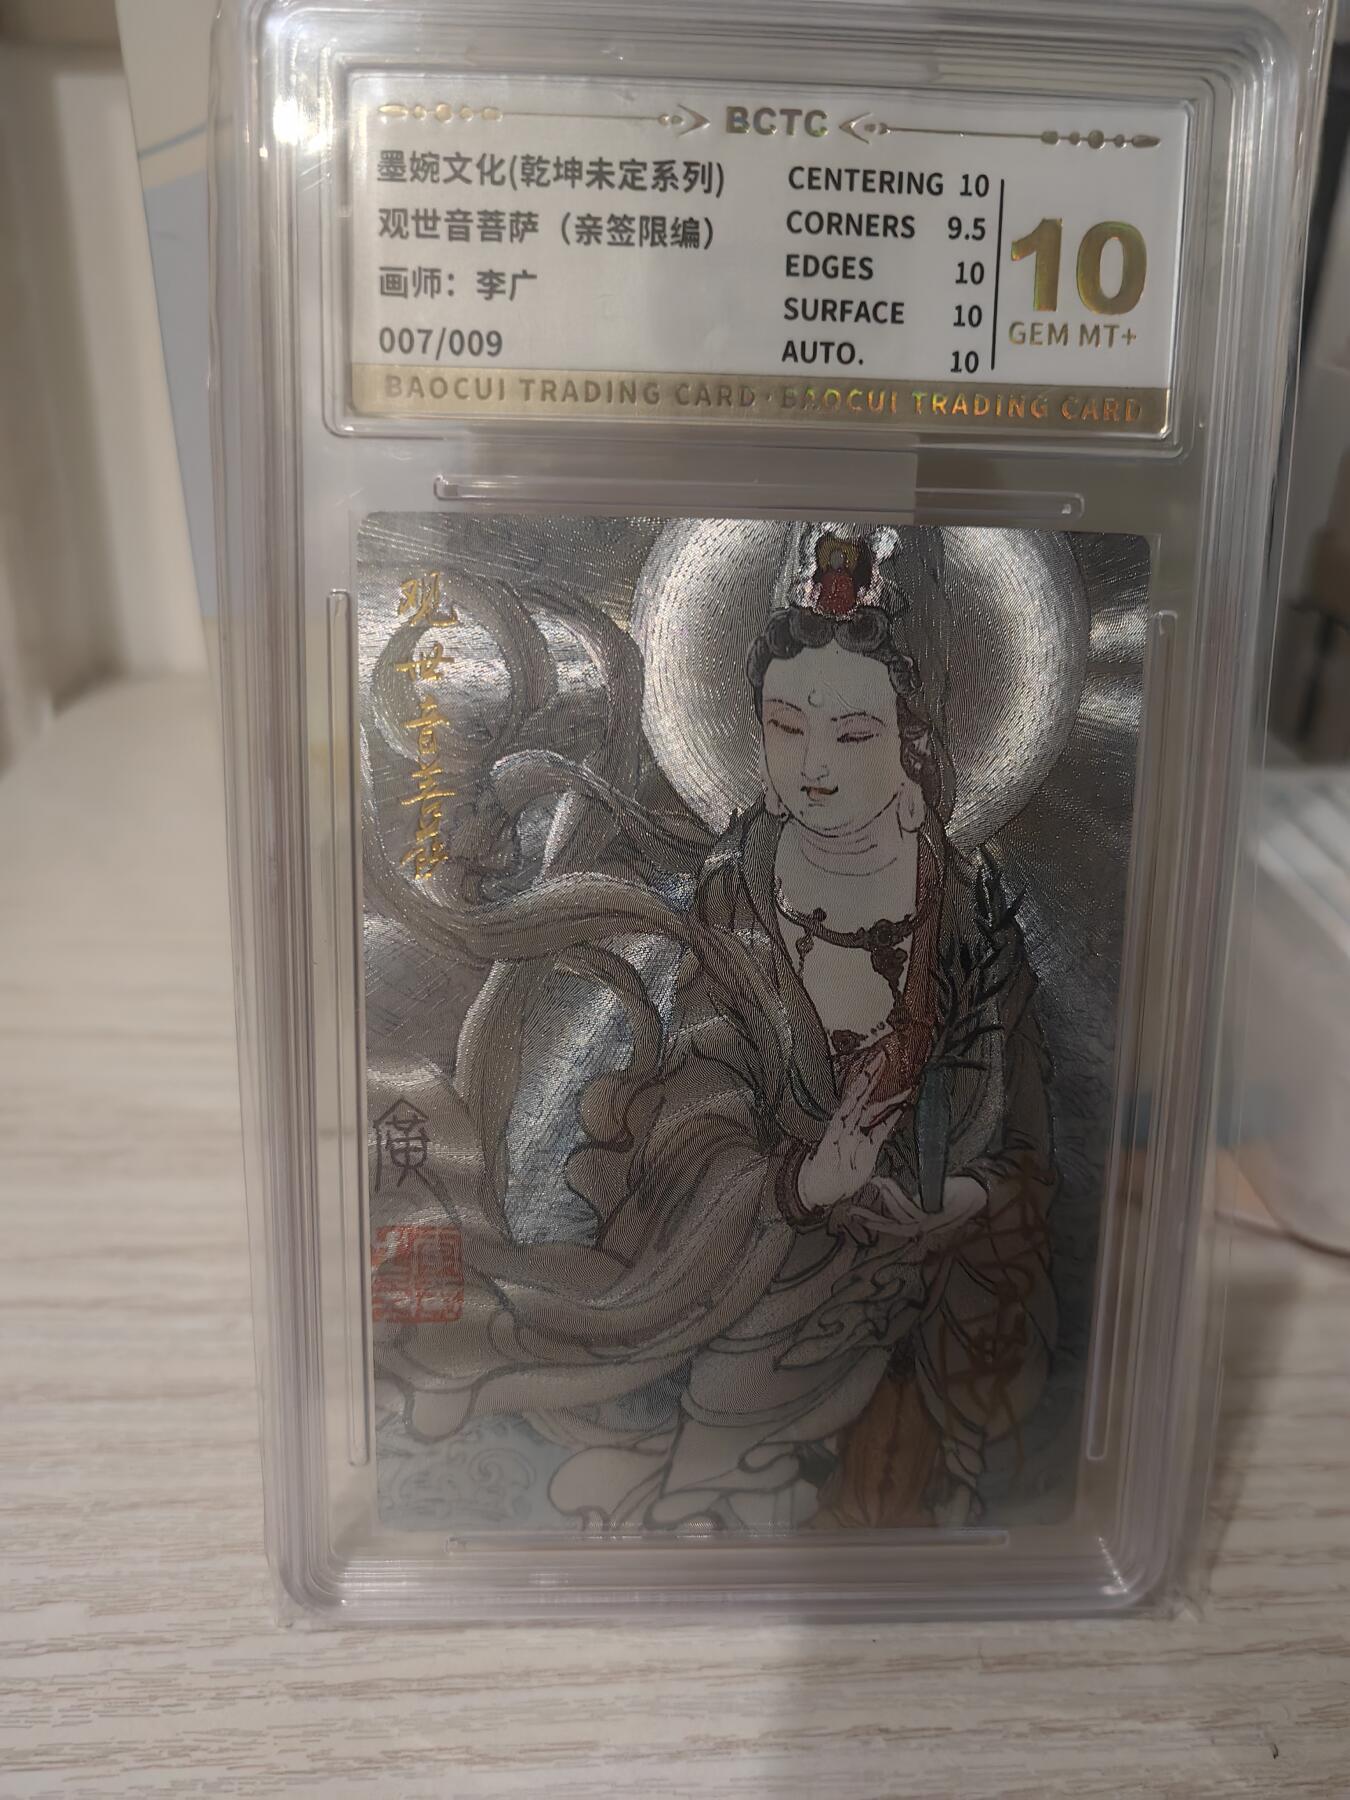 BCTC
墨婉文化(乾坤未定系列)
观世音菩萨（亲签限编）
画师：李广
007/009
CENTERING 10
CORNERS 9.5
EDGES 10
SURFACE 10
AUTO. 10
10
GEM MT+
BAOCUI TRADING CARD·BAOCUI TRADING CARD
观世音菩萨